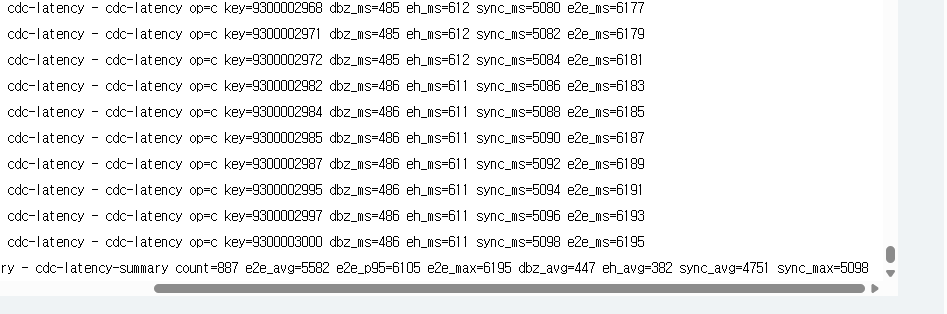 cdc-latency - cdc-latency op=c key=9300002968 dbz_ms=485 eh_ms=612 sync_ms=5080 e2e_ms=6177
cdc-latency - cdc-latency op=c key=9300002971 dbz_ms=485 eh_ms=612 sync_ms=5082 e2e_ms=6179
cdc-latency - cdc-latency op=c key=9300002972 dbz_ms=485 eh_ms=612 sync_ms=5084 e2e_ms=6181
cdc-latency - cdc-latency op=c key=9300002982 dbz_ms=486 eh_ms=611 sync_ms=5086 e2e_ms=6183
cdc-latency - cdc-latency op=c key=9300002984 dbz_ms=486 eh_ms=611 sync_ms=5088 e2e_ms=6185
cdc-latency - cdc-latency op=c key=9300002985 dbz_ms=486 eh_ms=611 sync_ms=5090 e2e_ms=6187
cdc-latency - cdc-latency op=c key=9300002987 dbz_ms=486 eh_ms=611 sync_ms=5092 e2e_ms=6189
cdc-latency - cdc-latency op=c key=9300002995 dbz_ms=486 eh_ms=611 sync_ms=5094 e2e_ms=6191
cdc-latency - cdc-latency op=c key=9300002997 dbz_ms=486 eh_ms=611 sync_ms=5096 e2e_ms=6193
cdc-latency - cdc-latency op=c key=9300003000 dbz_ms=486 eh_ms=611 sync_ms=5098 e2e_ms=6195
ry - cdc-latency-summary count=887 e2e_avg=5582 e2e_p95=6105 e2e_max=6195 dbz_avg=447 eh_avg=382 sync_avg=4751 sync_max=5098